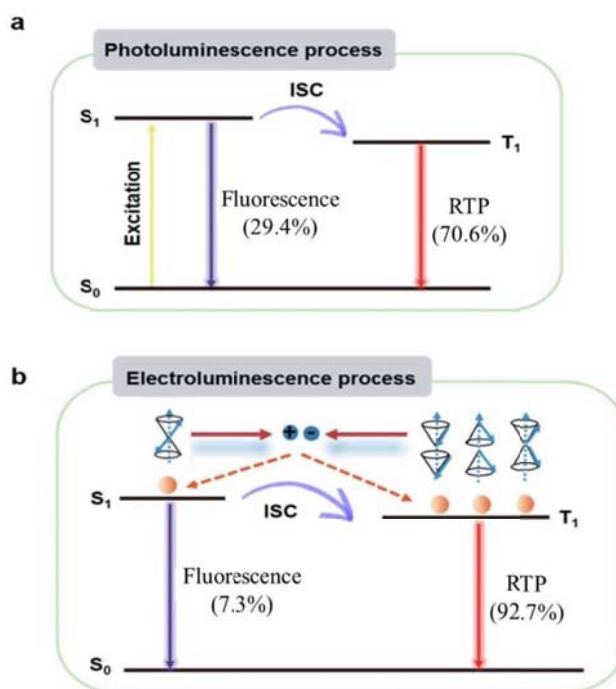 a
Photoluminescence process
ISC
S₁
T₁
Excitation
Fluorescence
(29.4%)
RTP
(70.6%)
S₀
b
Electroluminescence process
+ -
S₁
ISC
T₁
Fluorescence
(7.3%)
RTP
(92.7%)
S₀